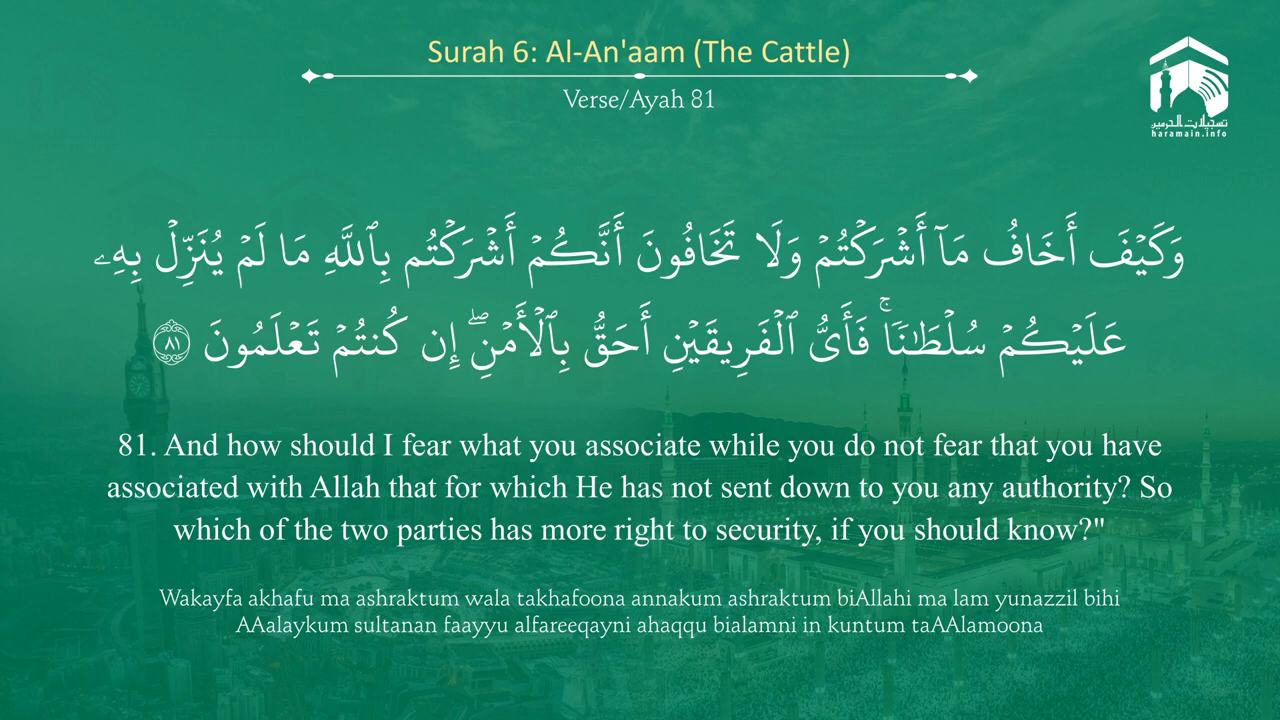 Surah 6: Al-An'aam (The Cattle)
Verse/Ayah 81
تسجيلات الحرمين
haramain.info
وَكَيْفَ أَخَافُ مَآ أَشْرَكْتُمْ وَلَا تَخَافُونَ أَنَّكُمْ أَشْرَكْتُم بِٱللَّهِ مَا لَمْ يُنَزِّلْ بِهِۦ
عَلَيْكُمْ سُلْطَٰنًۭا ۚ فَأَىُّ ٱلْفَرِيقَيْنِ أَحَقُّ بِٱلْأَمْنِ ۖ إِن كُنتُمْ تَعْلَمُونَ ٨١
81. And how should I fear what you associate while you do not fear that you have
associated with Allah that for which He has not sent down to you any authority? So
which of the two parties has more right to security, if you should know?"
Wakayfa akhafu ma ashraktum wala takhafoona annakum ashraktum biAllahi ma lam yunazzil bihi
AAalaykum sultanan faayyu alfareeqayni ahaqqu bialamni in kuntum taAAlamoona